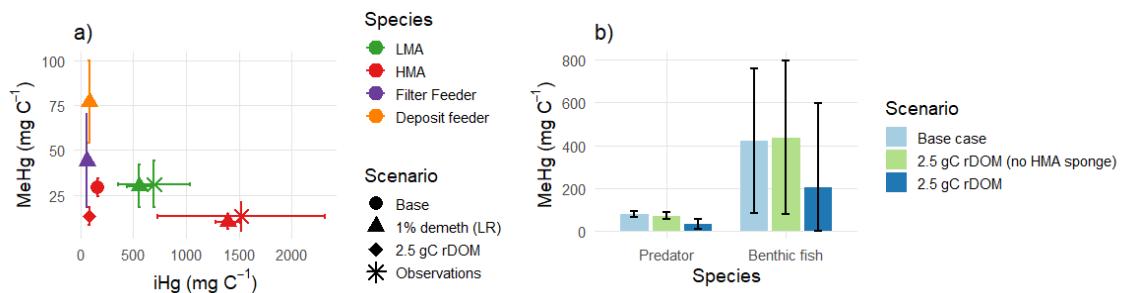 a)
MeHg (mg C⁻¹)
100
75
50
25
0
500
1000
1500
2000
iHg (mg C⁻¹)
Species
LMA
HMA
Filter Feeder
Deposit feeder
Scenario
Base
1% demeth (LR)
2.5 gC rDOM
Observations
b)
MeHg (mg C⁻¹)
800
600
400
200
0
Predator
Benthic fish
Species
Scenario
Base case
2.5 gC rDOM (no HMA sponge)
2.5 gC rDOM